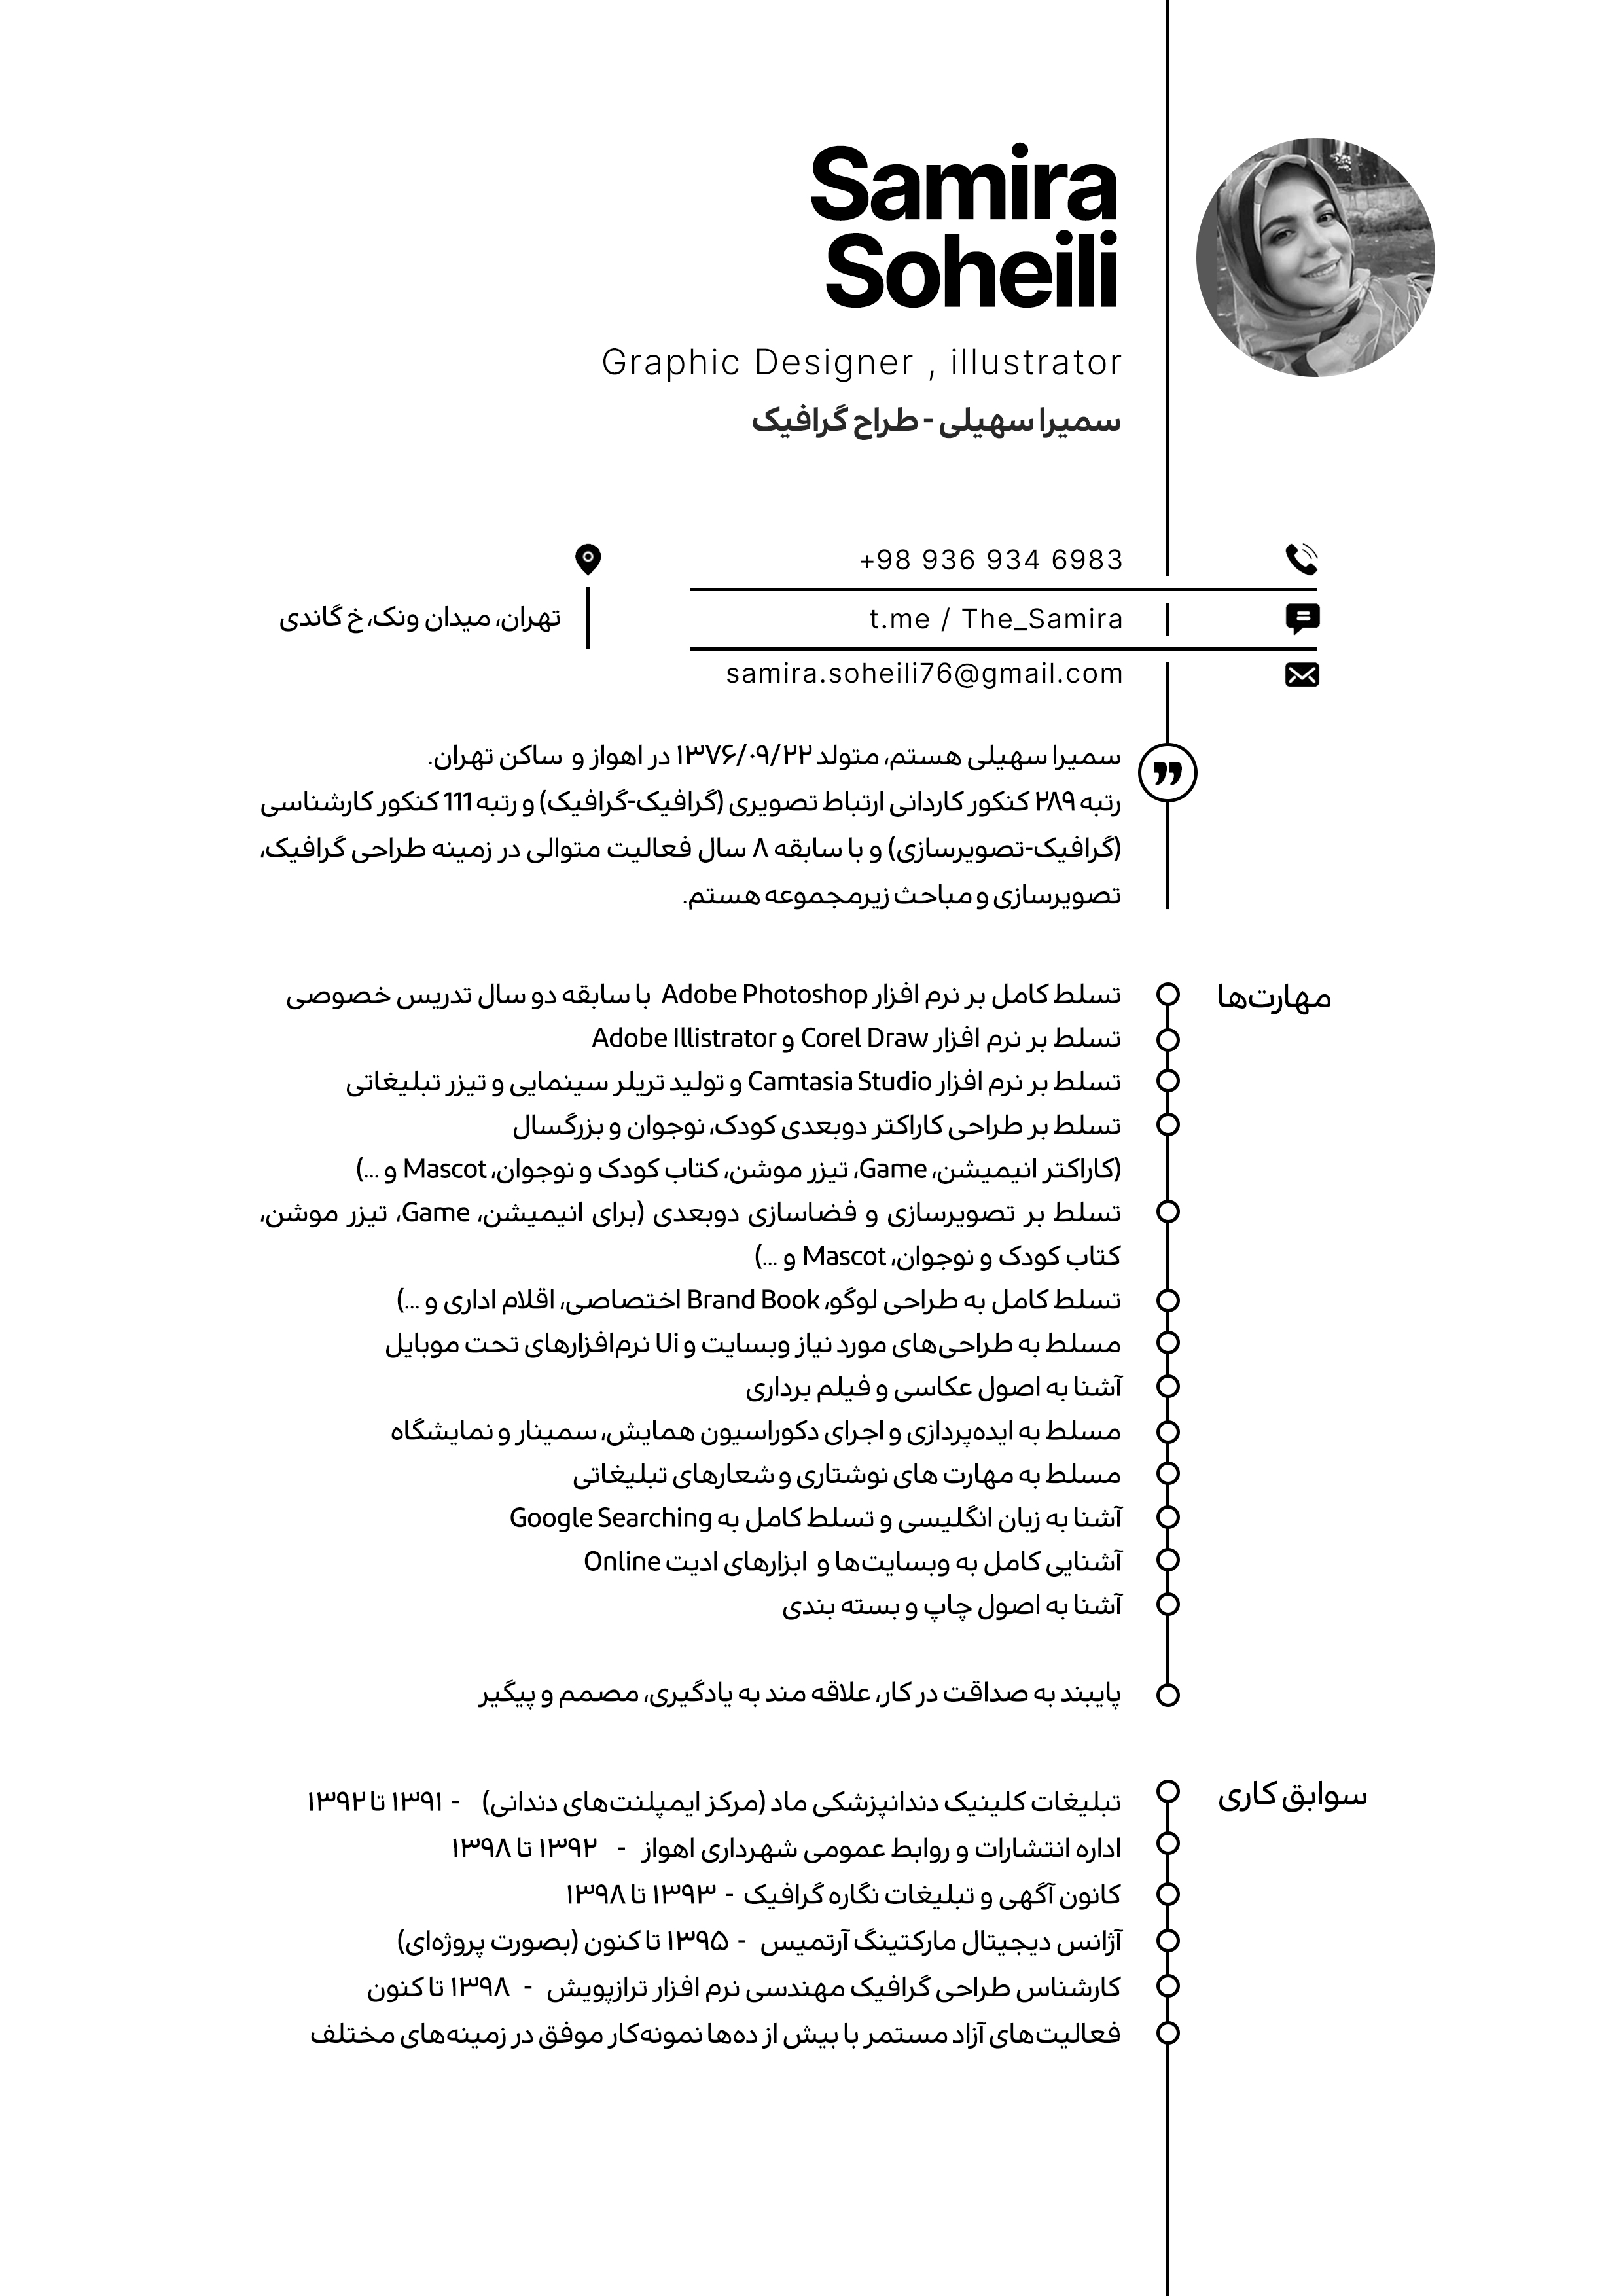 Samira
Soheili
Graphic Designer , illustrator
سمیرا سهیلی - طراح گرافیک
+98 936 934 6983
t.me / The_Samira
samira.soheili76@gmail.com
تهران، میدان ونک، خ گاندی
سمیرا سهیلی هستم، متولد ۱۳۷۶/۰۹/۲۲ در اهواز و ساکن تهران.
رتبه ۲۸۹ کنکور کاردانی ارتباط تصویری (گرافیک-گرافیک) و رتبه ۱۱۱ کنکور کارشناسی
(گرافیک-تصویرسازی) و با سابقه ۸ سال فعالیت متوالی در زمینه طراحی گرافیک،
تصویرسازی و مباحث زیرمجموعه هستم.
مهارت‌ها
تسلط کامل بر نرم افزار Adobe Photoshop با سابقه دو سال تدریس خصوصی
تسلط بر نرم افزار Corel Draw و Adobe Illistrator
تسلط بر نرم افزار Camtasia Studio و تولید تریلر سینمایی و تیزر تبلیغاتی
تسلط بر طراحی کاراکتر دوبعدی کودک، نوجوان و بزرگسال
(کاراکتر انیمیشن، Game، تیزر موشن، کتاب کودک و نوجوان، Mascot و ...)
تسلط بر تصویرسازی و فضاسازی دوبعدی (برای انیمیشن، Game، تیزر موشن،
کتاب کودک و نوجوان، Mascot و ...)
تسلط کامل به طراحی لوگو، Brand Book اختصاصی، اقلام اداری و ...)
مسلط به طراحی‌های مورد نیاز وبسایت و Ui نرم‌افزارهای تحت موبایل
آشنا به اصول عکاسی و فیلم برداری
مسلط به ایده‌پردازی و اجرای دکوراسیون همایش، سمینار و نمایشگاه
مسلط به مهارت های نوشتاری و شعارهای تبلیغاتی
آشنا به زبان انگلیسی و تسلط کامل به Google Searching
آشنایی کامل به وبسایت‌ها و ابزارهای ادیت Online
آشنا به اصول چاپ و بسته بندی
پایبند به صداقت در کار، علاقه مند به یادگیری، مصمم و پیگیر
سوابق کاری
تبلیغات کلینیک دندانپزشکی ماد (مرکز ایمپلنت‌های دندانی) - ۱۳۹۱ تا ۱۳۹۲
اداره انتشارات و روابط عمومی شهرداری اهواز - ۱۳۹۲ تا ۱۳۹۸
کانون آگهی و تبلیغات نگاره گرافیک - ۱۳۹۳ تا ۱۳۹۸
آژانس دیجیتال مارکتینگ آرتمیس - ۱۳۹۵ تا کنون (بصورت پروژه‌ای)
کارشناس طراحی گرافیک مهندسی نرم افزار ترازپویش - ۱۳۹۸ تا کنون
فعالیت‌های آزاد مستمر با بیش از ده‌ها نمونه‌کار موفق در زمینه‌های مختلف